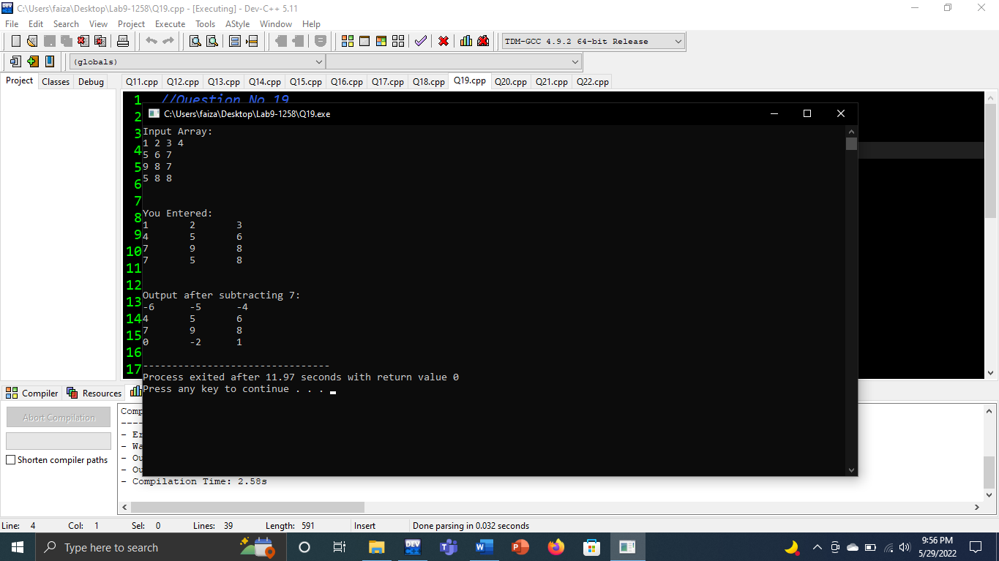 C:\Users\faiza\Desktop\Lab9-1258\Q19.cpp - [Executing] - Dev-C++ 5.11
File Edit Search View Project Execute Tools AStyle Window Help
TDM-GCC 4.9.2 64-bit Release
(globals)
Project Classes Debug
Q11.cpp Q12.cpp Q13.cpp Q14.cpp Q15.cpp Q16.cpp Q17.cpp Q18.cpp Q19.cpp Q20.cpp Q21.cpp Q22.cpp
1 //Question No 19
2
3
4
5
6
7
8
9
10
11
12
13
14
15
16
17
C:\Users\faiza\Desktop\Lab9-1258\Q19.exe
Input Array:
1 2 3 4
5 6 7
9 8 7
5 8 8
You Entered:
1 2 3
4 5 6
7 9 8
7 5 8
Output after subtracting 7:
-6 -5 -4
4 5 6
7 9 8
0 -2 1
--------------------------------
Process exited after 11.97 seconds with return value 0
Press any key to continue . . .
Compiler Resources
Abort Compilation
Shorten compiler paths
- Compilation Time: 2.58s
Line: 4 Col: 1 Sel: 0 Lines: 39 Length: 591 Insert Done parsing in 0.032 seconds
DEV
Type here to search
9:56 PM
5/29/2022